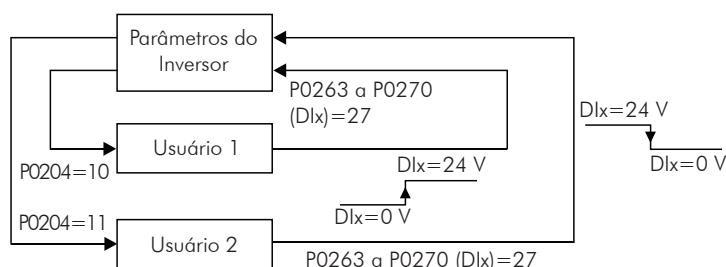 Parâmetros do
Inversor
P0263 a P0270
(DIx)=27
DIx=24 V
DIx=0 V
Usuário 1
P0204=10
DIx=24 V
DIx=0 V
P0204=11
Usuário 2
P0263 a P0270 (DIx)=27